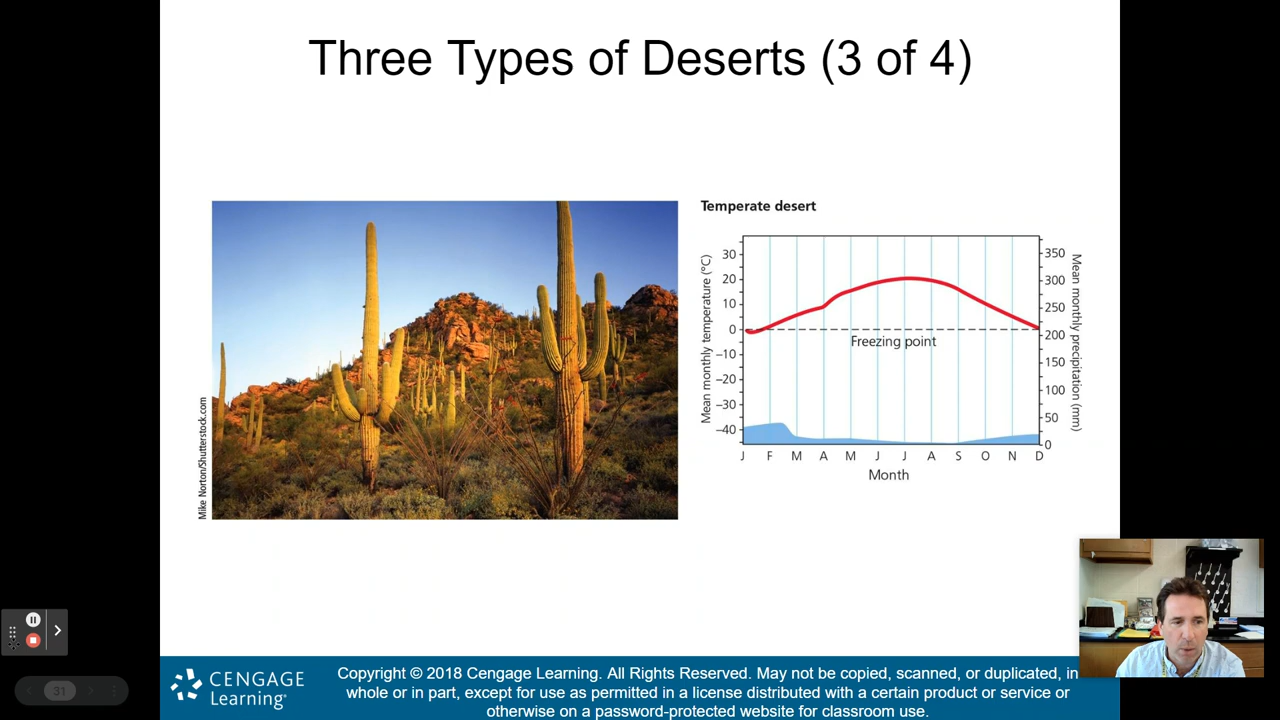 Three Types of Deserts (3 of 4)
Mike Norton/Shutterstock.com
Temperate desert
Mean monthly temperature (°C)
30
20
10
0
–10
–20
–30
–40
Freezing point
350
300
250
200
150
100
50
0
Mean monthly precipitation (mm)
J F M A M J J A S O N D
Month
31
CENGAGE
Learning®
Copyright © 2018 Cengage Learning. All Rights Reserved. May not be copied, scanned, or duplicated, in
whole or in part, except for use as permitted in a license distributed with a certain product or service or
otherwise on a password-protected website for classroom use.